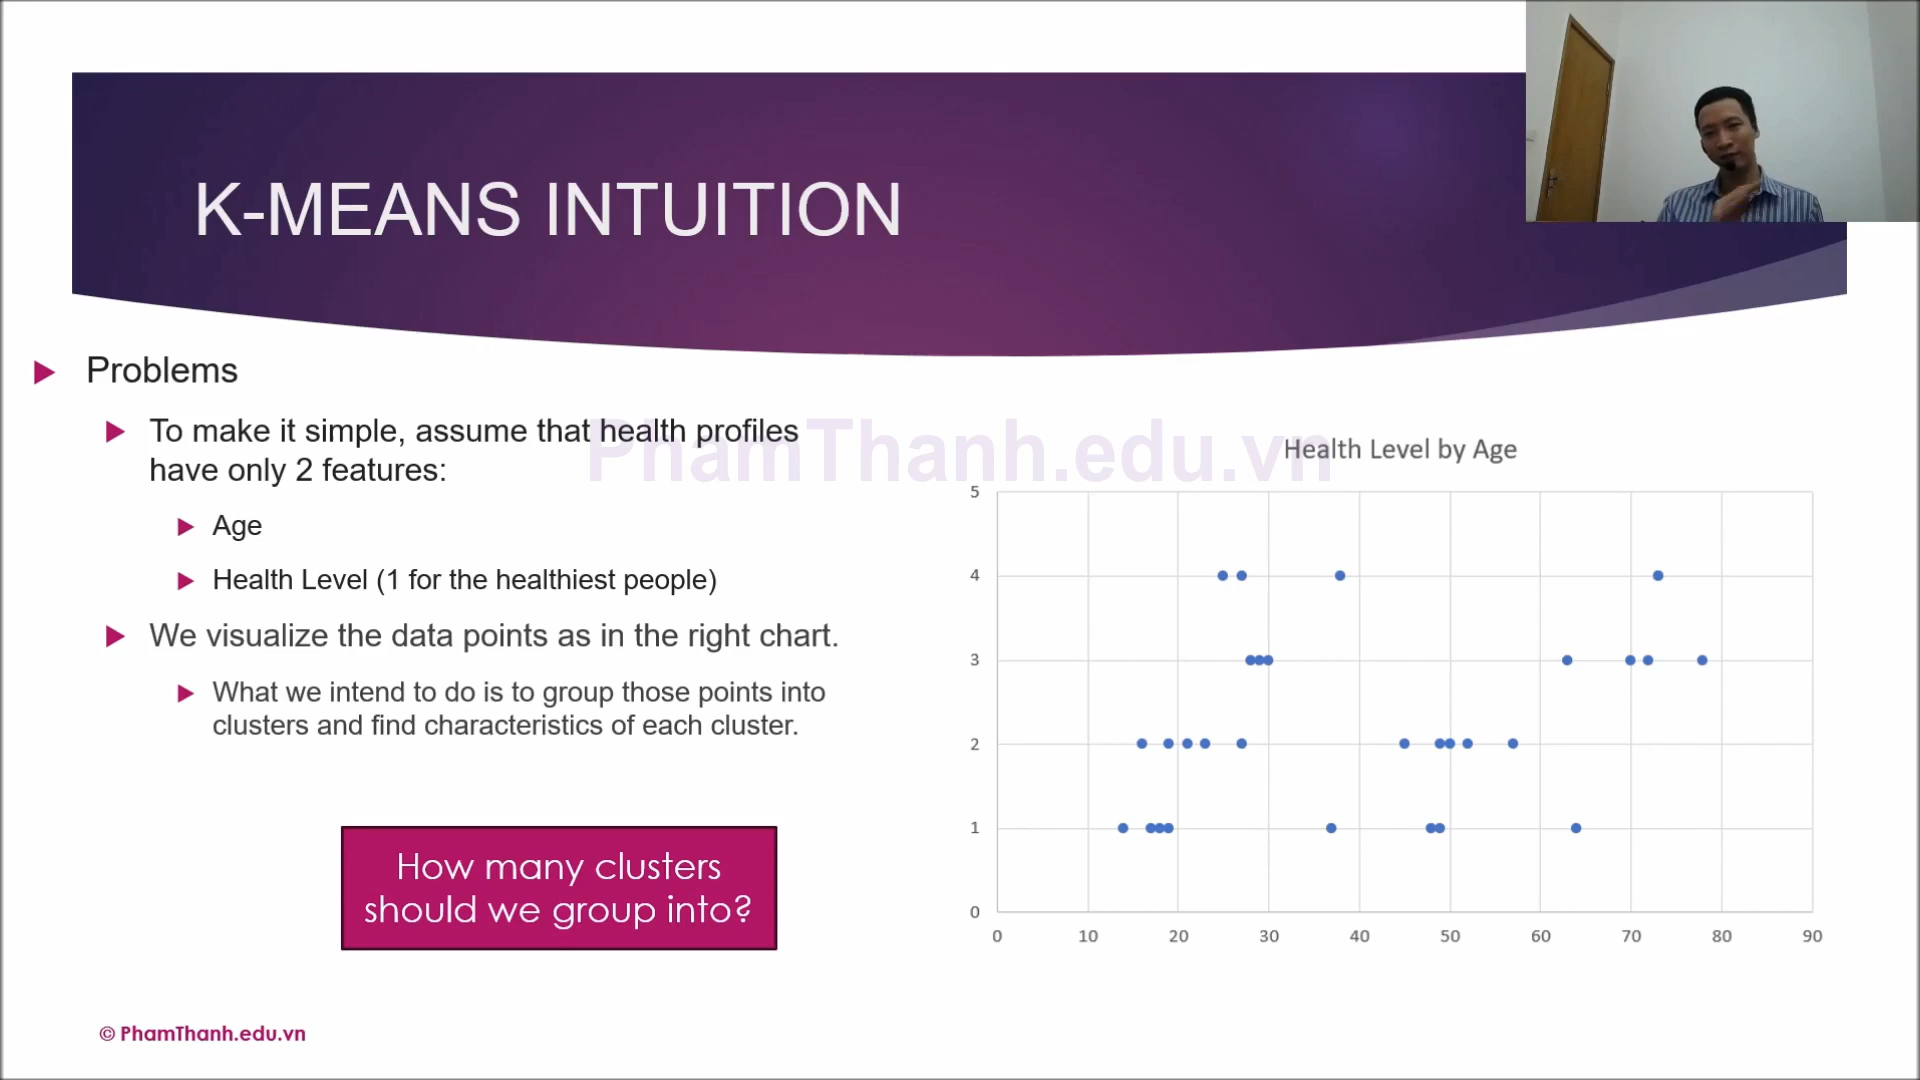 K-MEANS INTUITION
Problems
To make it simple, assume that health profiles
have only 2 features:
Age
Health Level (1 for the healthiest people)
We visualize the data points as in the right chart.
What we intend to do is to group those points into
clusters and find characteristics of each cluster.
How many clusters
should we group into?
PhamThanh.edu.vn
Health Level by Age
5
4
3
2
1
0
0 10 20 30 40 50 60 70 80 90
© PhamThanh.edu.vn